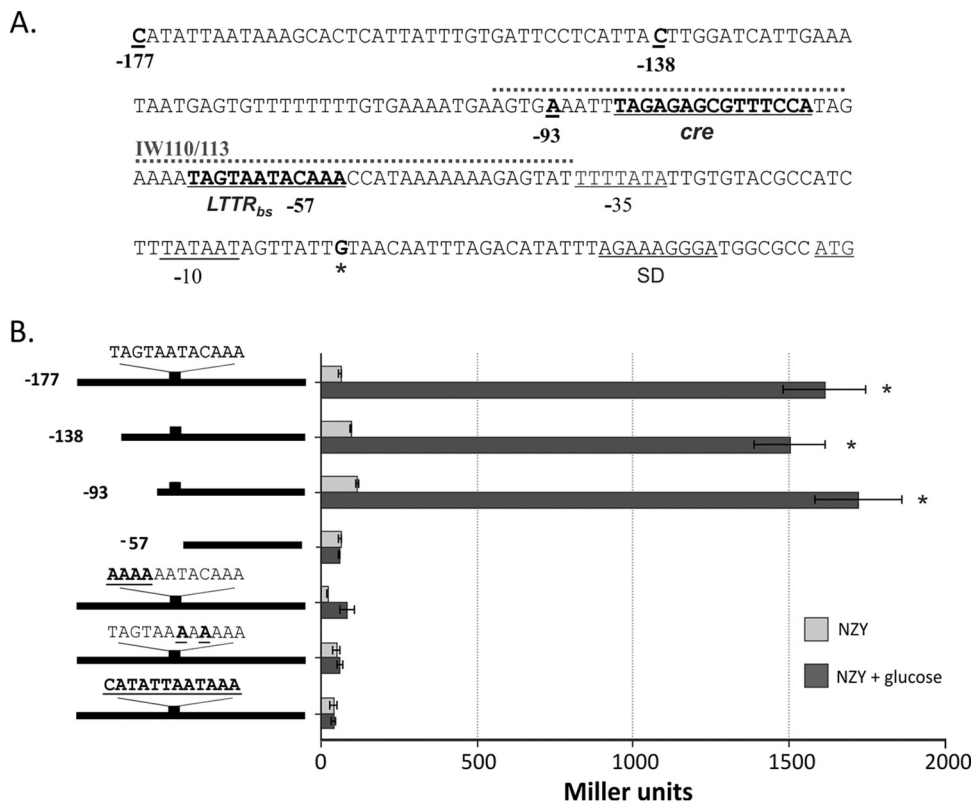 A.
CATATTAATAAAGCACTCATTATTTGTGATTCCTCATTACTTGGATCATTGAAA
-177 -138
TAATGAGTGTTTTTTTTGTGAAAATGAAGTGAAATTTAGAGAGCGTTTCCATAG
-93 cre
IW110/113
AAAATAGTAATACAAACCATAAAAAAAGAGTATTTTTATATTGTGTACGCCATC
LTTRbs -57 -35
TTTATAATAGTTATTGTAACAATTTAGACATATTTAGAAAGGGATGGCGCCATG
-10 * SD
B.
TAGTAATACAAA
-177 *
-138 *
-93 *
-57
AAAAAATACAAA
TAGTAAAAAAAA
CATATTAATAAA
NZY
NZY + glucose
0 500 1000 1500 2000
Miller units